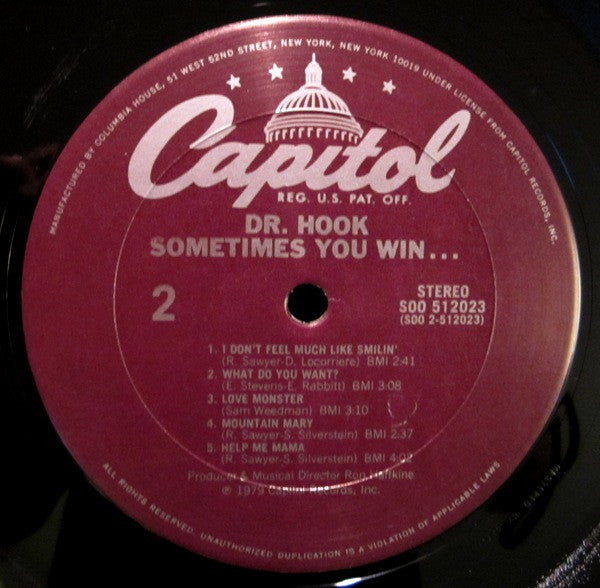 MANUFACTURED BY COLUMBIA HOUSE, 51 WEST 52ND STREET, NEW YORK, NEW YORK 10019 UNDER LICENSE FROM CAPITOL RECORDS, INC.
Capitol
REG. U.S. PAT. OFF.
DR. HOOK
SOMETIMES YOU WIN...
2
STEREO
SOO 512023
(SOO 2-512023)
1. I DON'T FEEL MUCH LIKE SMILIN'
(R. Sawyer-D. Locorriere) BMI 2:41
2. WHAT DO YOU WANT?
(E. Stevens-E. Rabbitt) BMI 3:08
3. LOVE MONSTER
(Sam Weedman) BMI 3:10
4. MOUNTAIN MARY
(R. Sawyer-S. Silverstein) BMI 2:37
5. HELP ME MAMA
(R. Sawyer-S. Silverstein) BMI 4:02
Producer & Musical Director Ron Haffkine
℗ 1979 Capitol Records, Inc.
ALL RIGHTS RESERVED. UNAUTHORIZED DUPLICATION IS A VIOLATION OF APPLICABLE LAWS